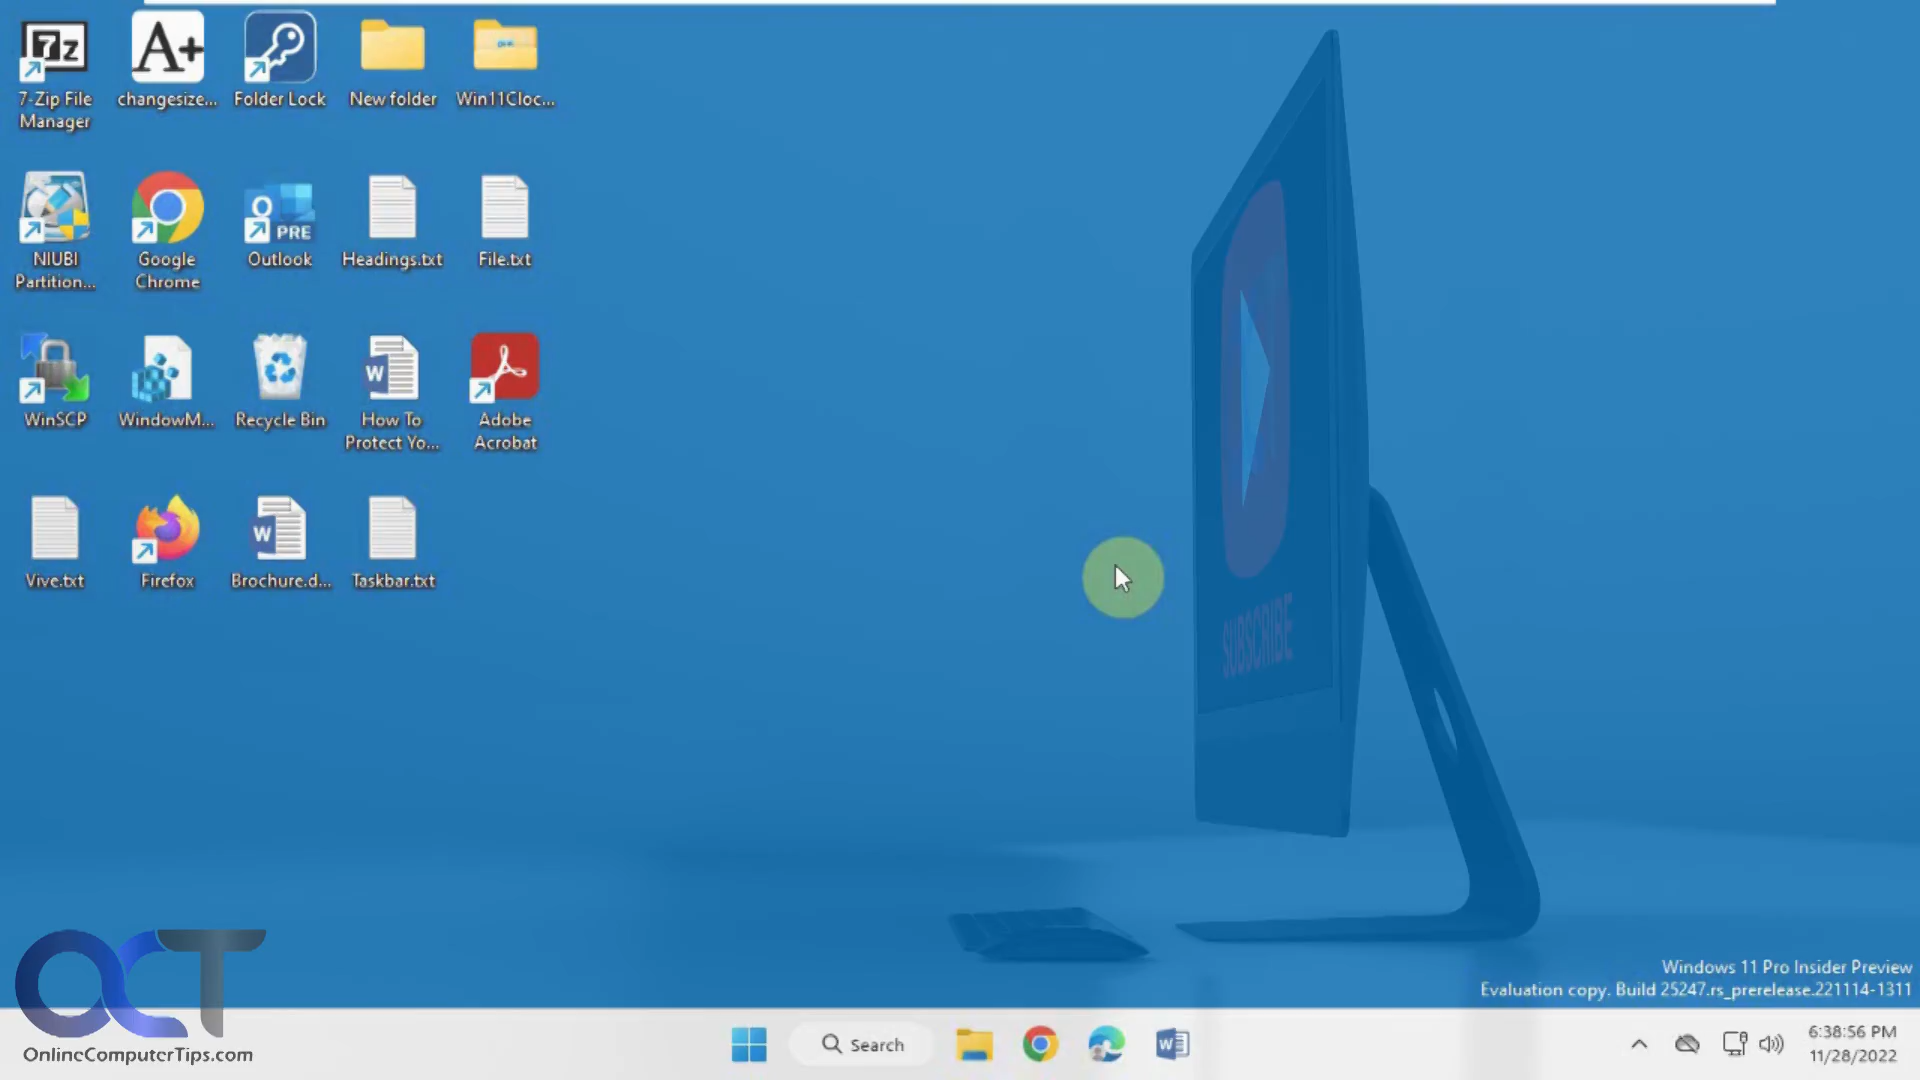 7-Zip File
Manager
changesize...
Folder Lock
New folder
Win11Cloc...
NIUBI
Partition...
Google
Chrome
Outlook
PRE
Headings.txt
File.txt
WinSCP
WindowM...
Recycle Bin
How To
Protect Yo...
Adobe
Acrobat
Vive.txt
Firefox
Brochure.d...
Taskbar.txt
SUBSCRIBE
Windows 11 Pro Insider Preview
Evaluation copy. Build 25247.rs_prerelease.221114-1311
OCT
OnlineComputerTips.com
Search
6:38:56 PM
11/28/2022